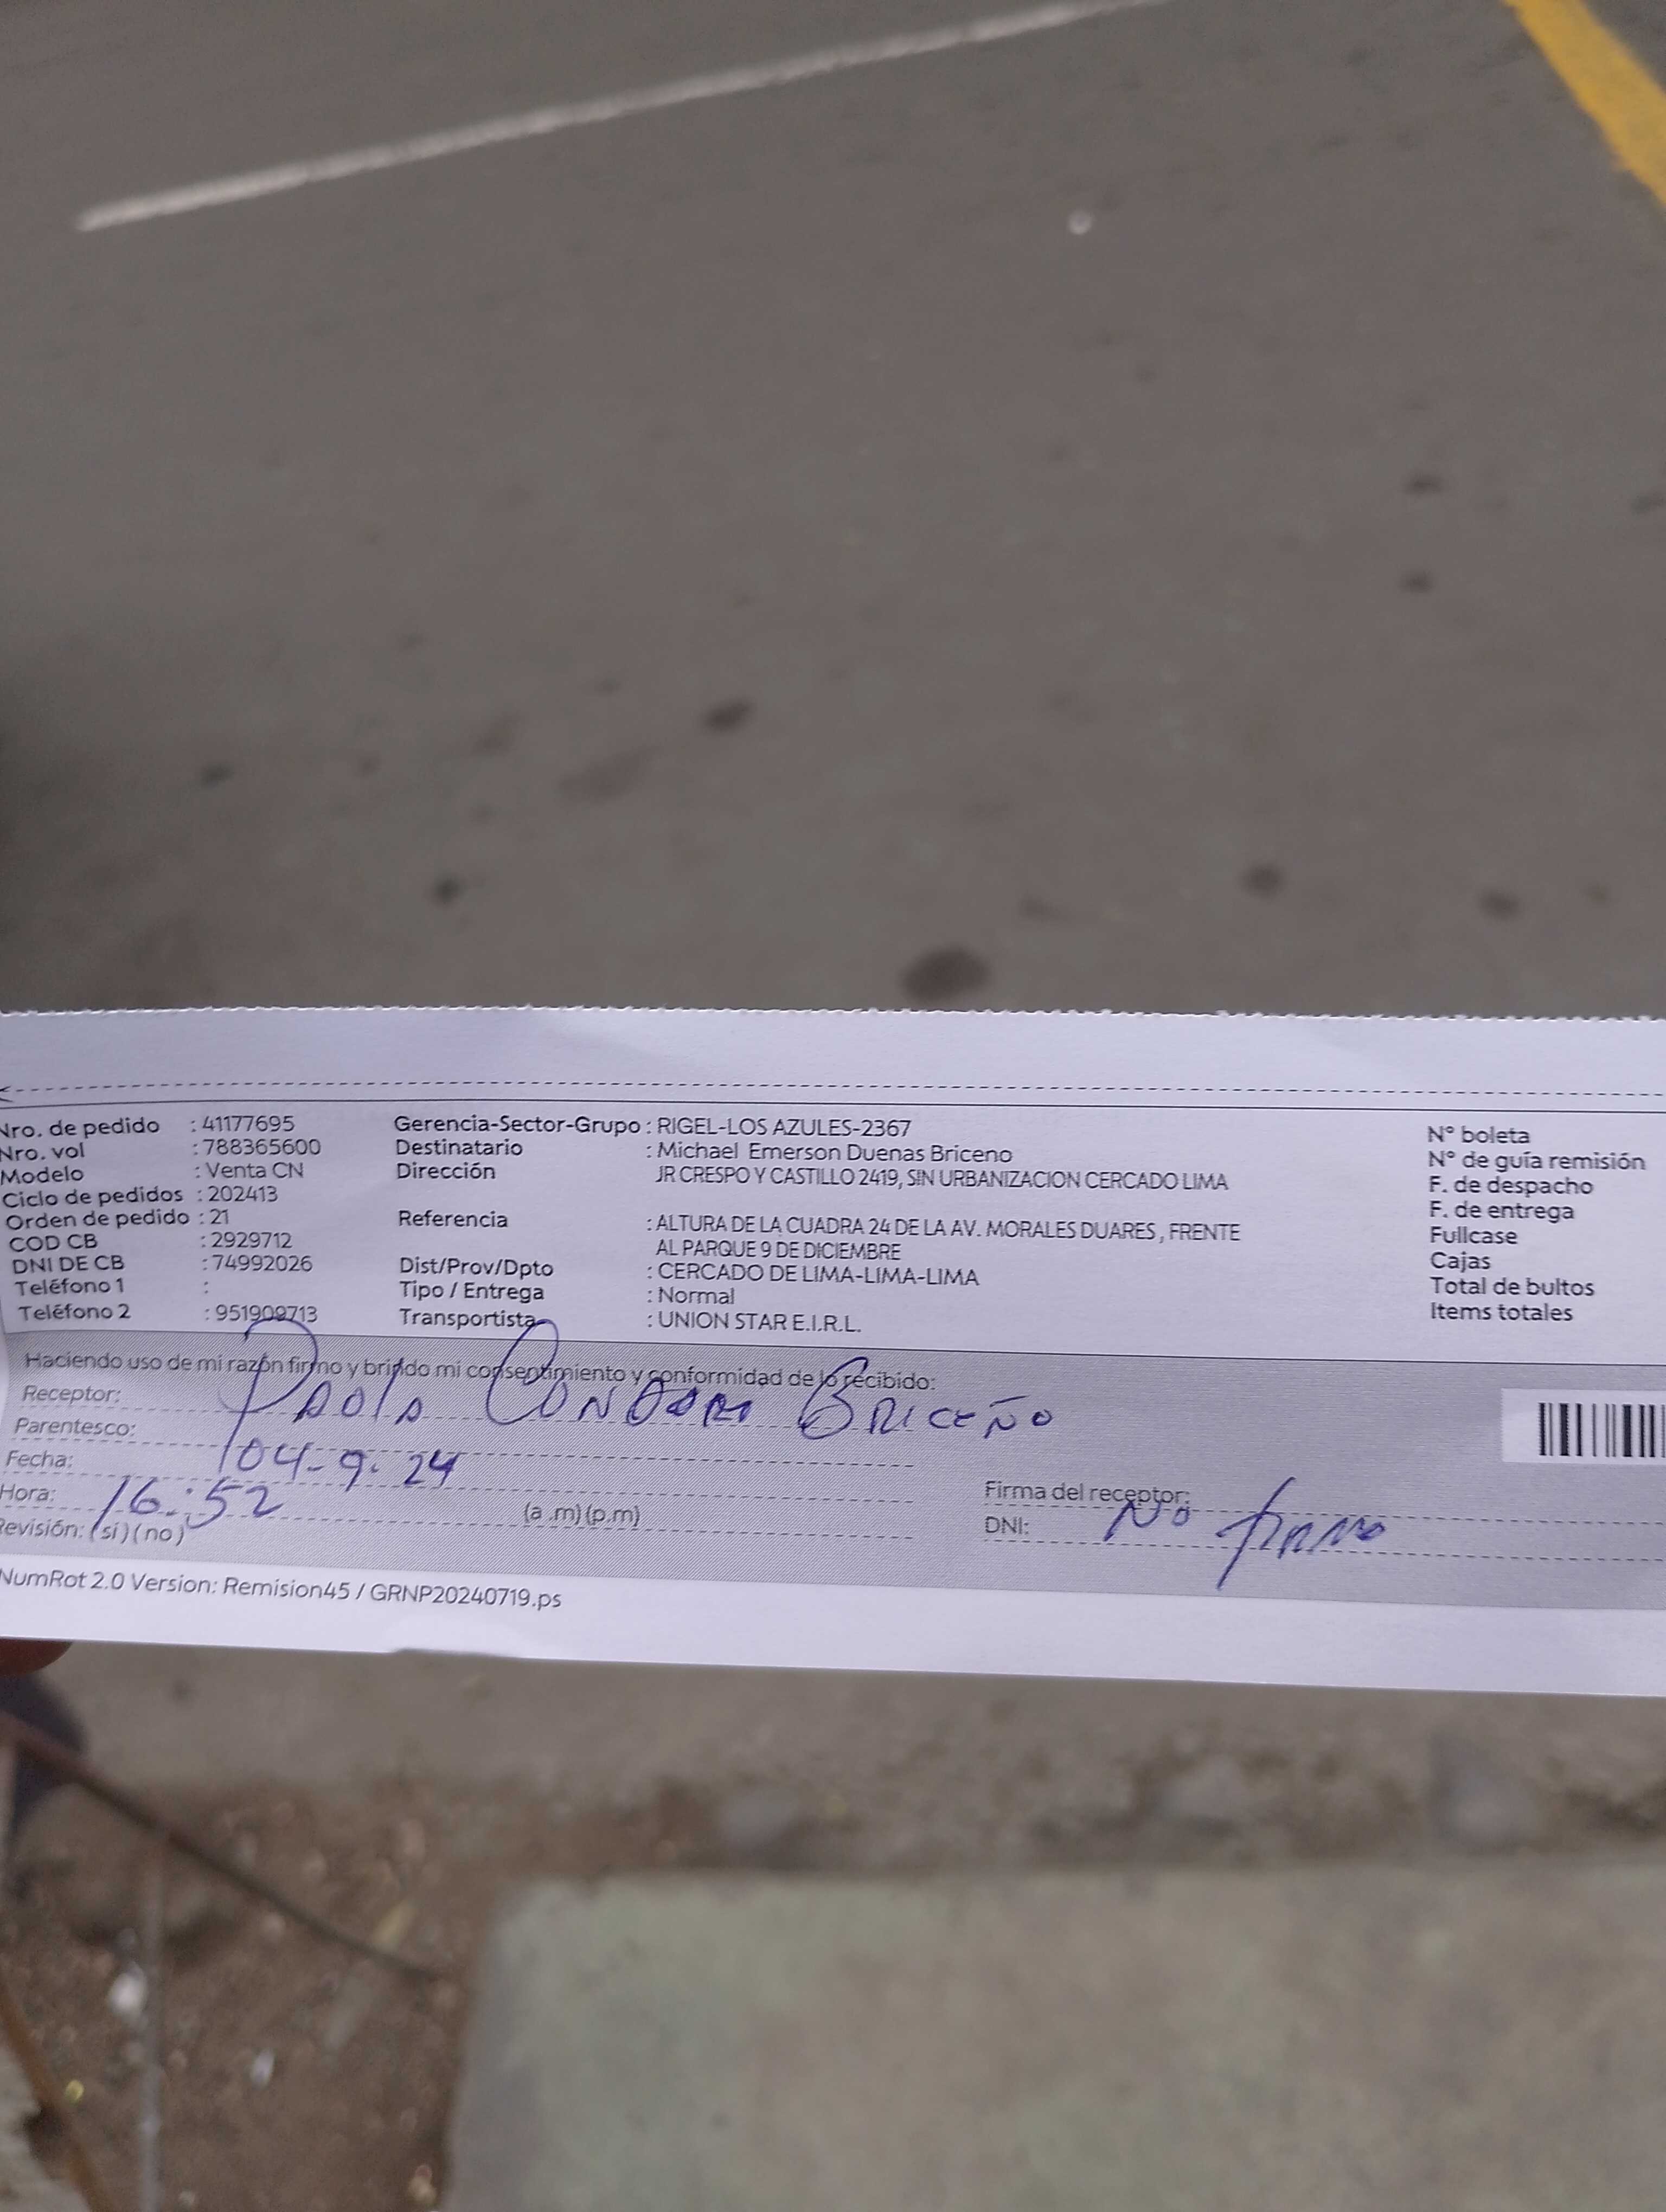 Nro. de pedido : 41177695
Nro. vol : 788365600
Modelo : Venta CN
Ciclo de pedidos : 202413
Orden de pedido : 21
COD CB : 2929712
DNI DE CB : 74992026
Teléfono 1 :
Teléfono 2 : 951909713
Gerencia-Sector-Grupo : RIGEL-LOS AZULES-2367
Destinatario : Michael Emerson Duenas Briceno
Dirección JR CRESPO Y CASTILLO 2419, SIN URBANIZACION CERCADO LIMA
Referencia : ALTURA DE LA CUADRA 24 DE LA AV. MORALES DUARES , FRENTE
AL PARQUE 9 DE DICIEMBRE
Dist/Prov/Dpto : CERCADO DE LIMA-LIMA-LIMA
Tipo / Entrega : Normal
Transportista : UNION STAR E.I.R.L.
N° boleta
N° de guía remisión
F. de despacho
F. de entrega
Fullcase
Cajas
Total de bultos
Items totales
Haciendo uso de mi razón firmo y brindo mi consentimiento y conformidad de lo recibido:
Receptor: PAOLA CONDORI BRICEÑO
Parentesco:
Fecha: 04-9-24
Hora: 16:52 (a .m) (p.m)
Revisión: (si) (no)
Firma del receptor:
DNI: No firmo
NumRot 2.0 Version: Remision45 / GRNP20240719.ps